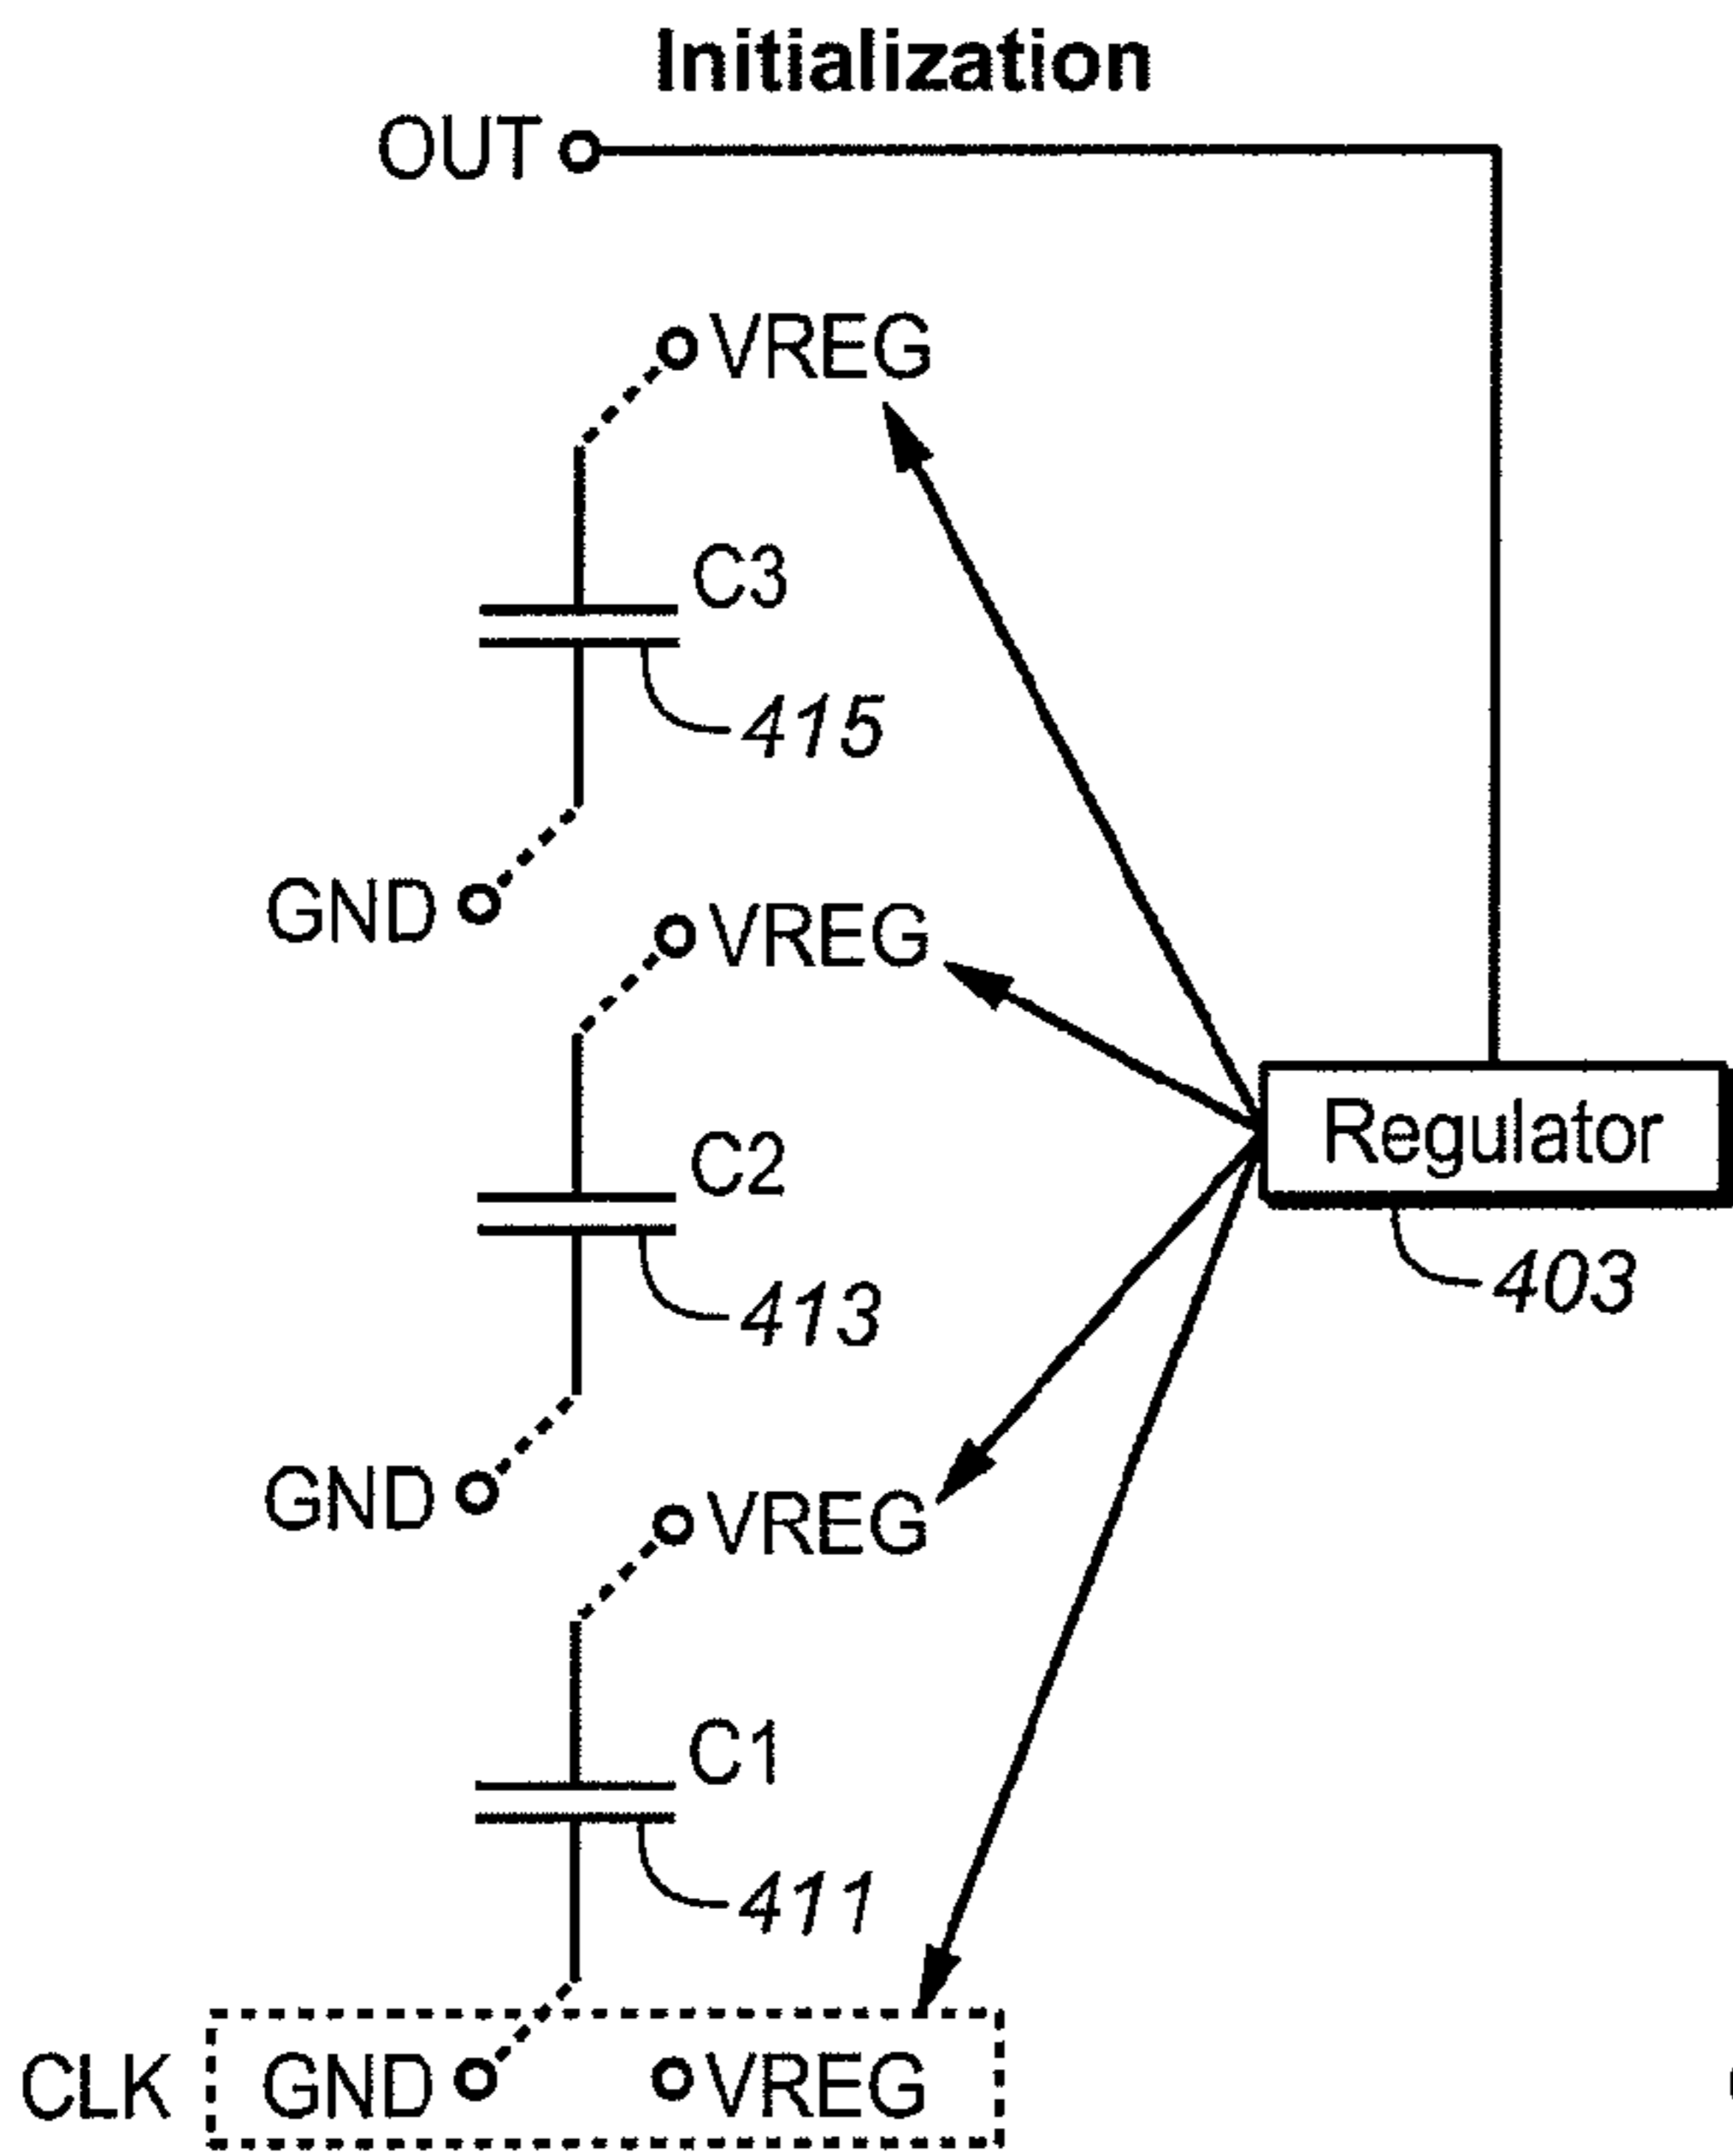 Initialization
OUT
VREG
C3
415
GND
VREG
Regulator
C2
403
413
GND
VREG
C1
411
CLK GND VREG